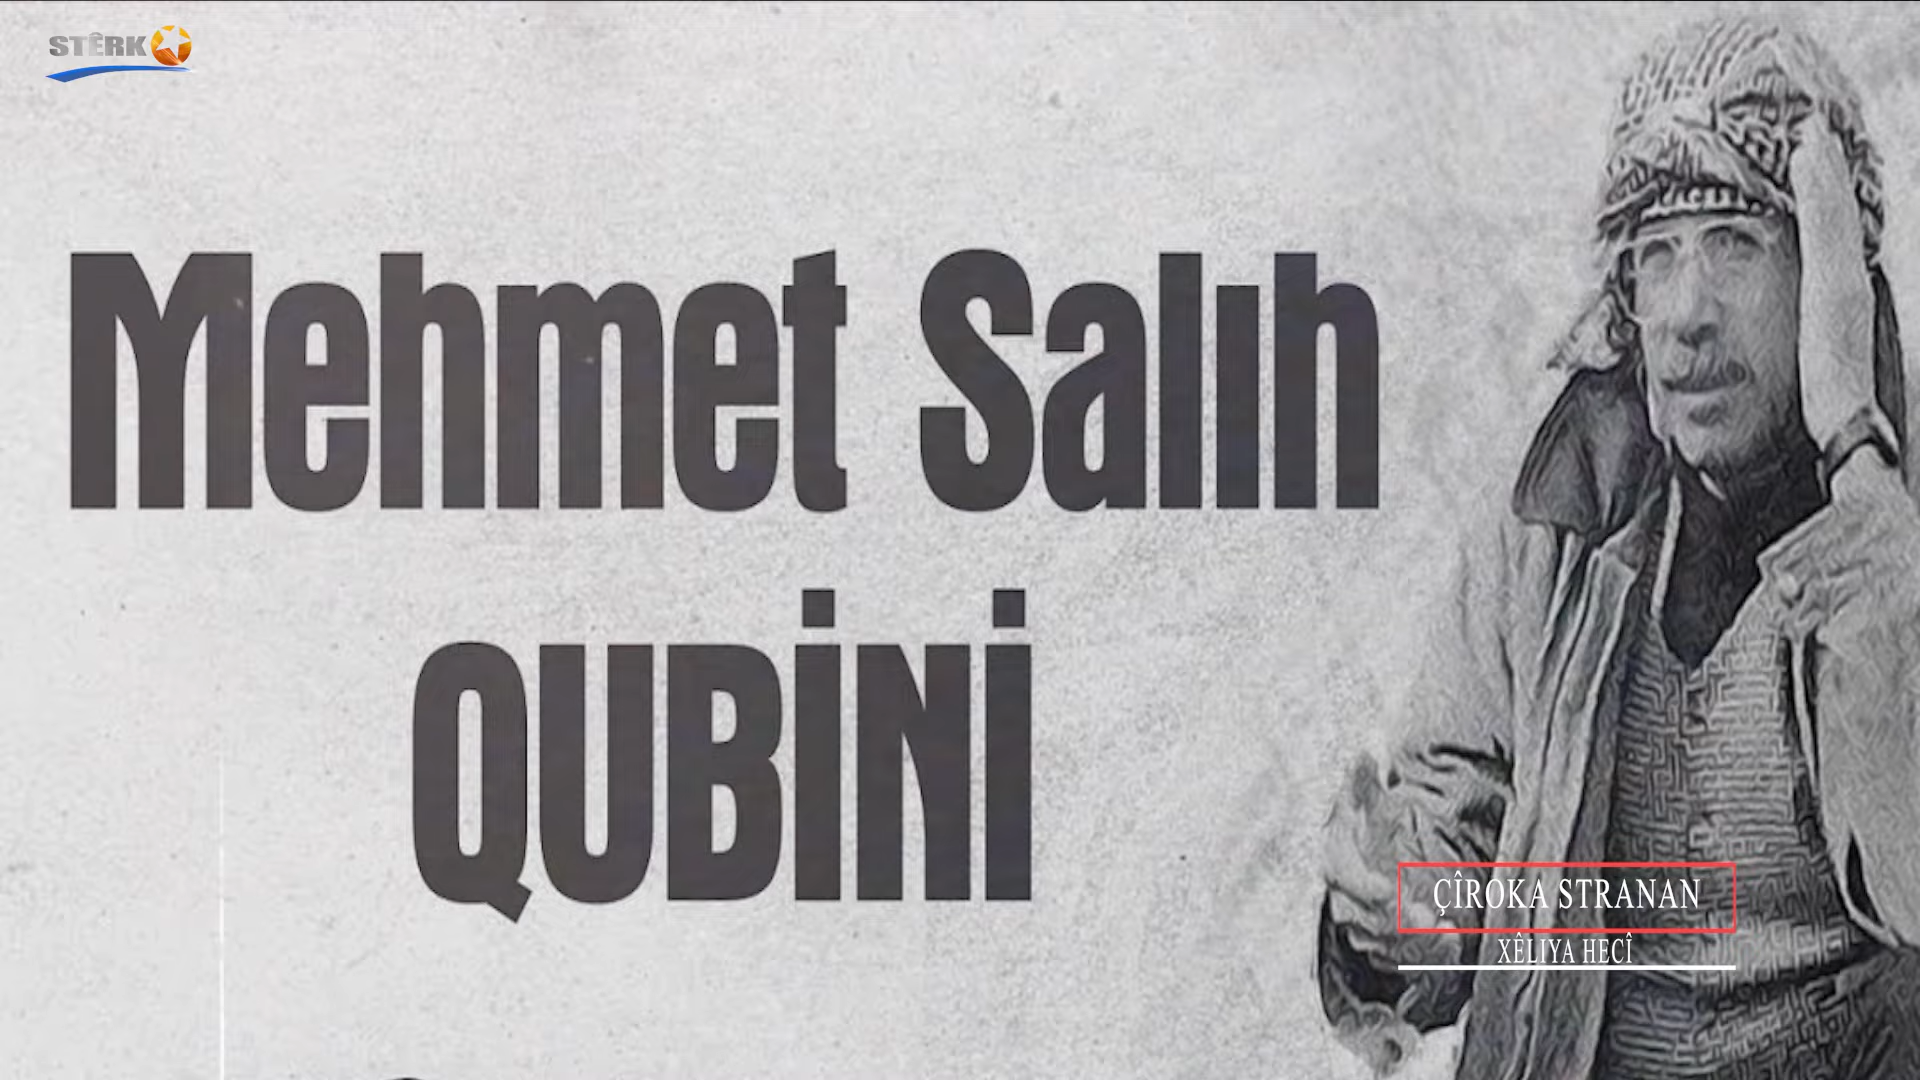 STÊRK
Mehmet Salıh
QUBİNİ
ÇÎROKA STRANAN
XÊLIYA HECÎ